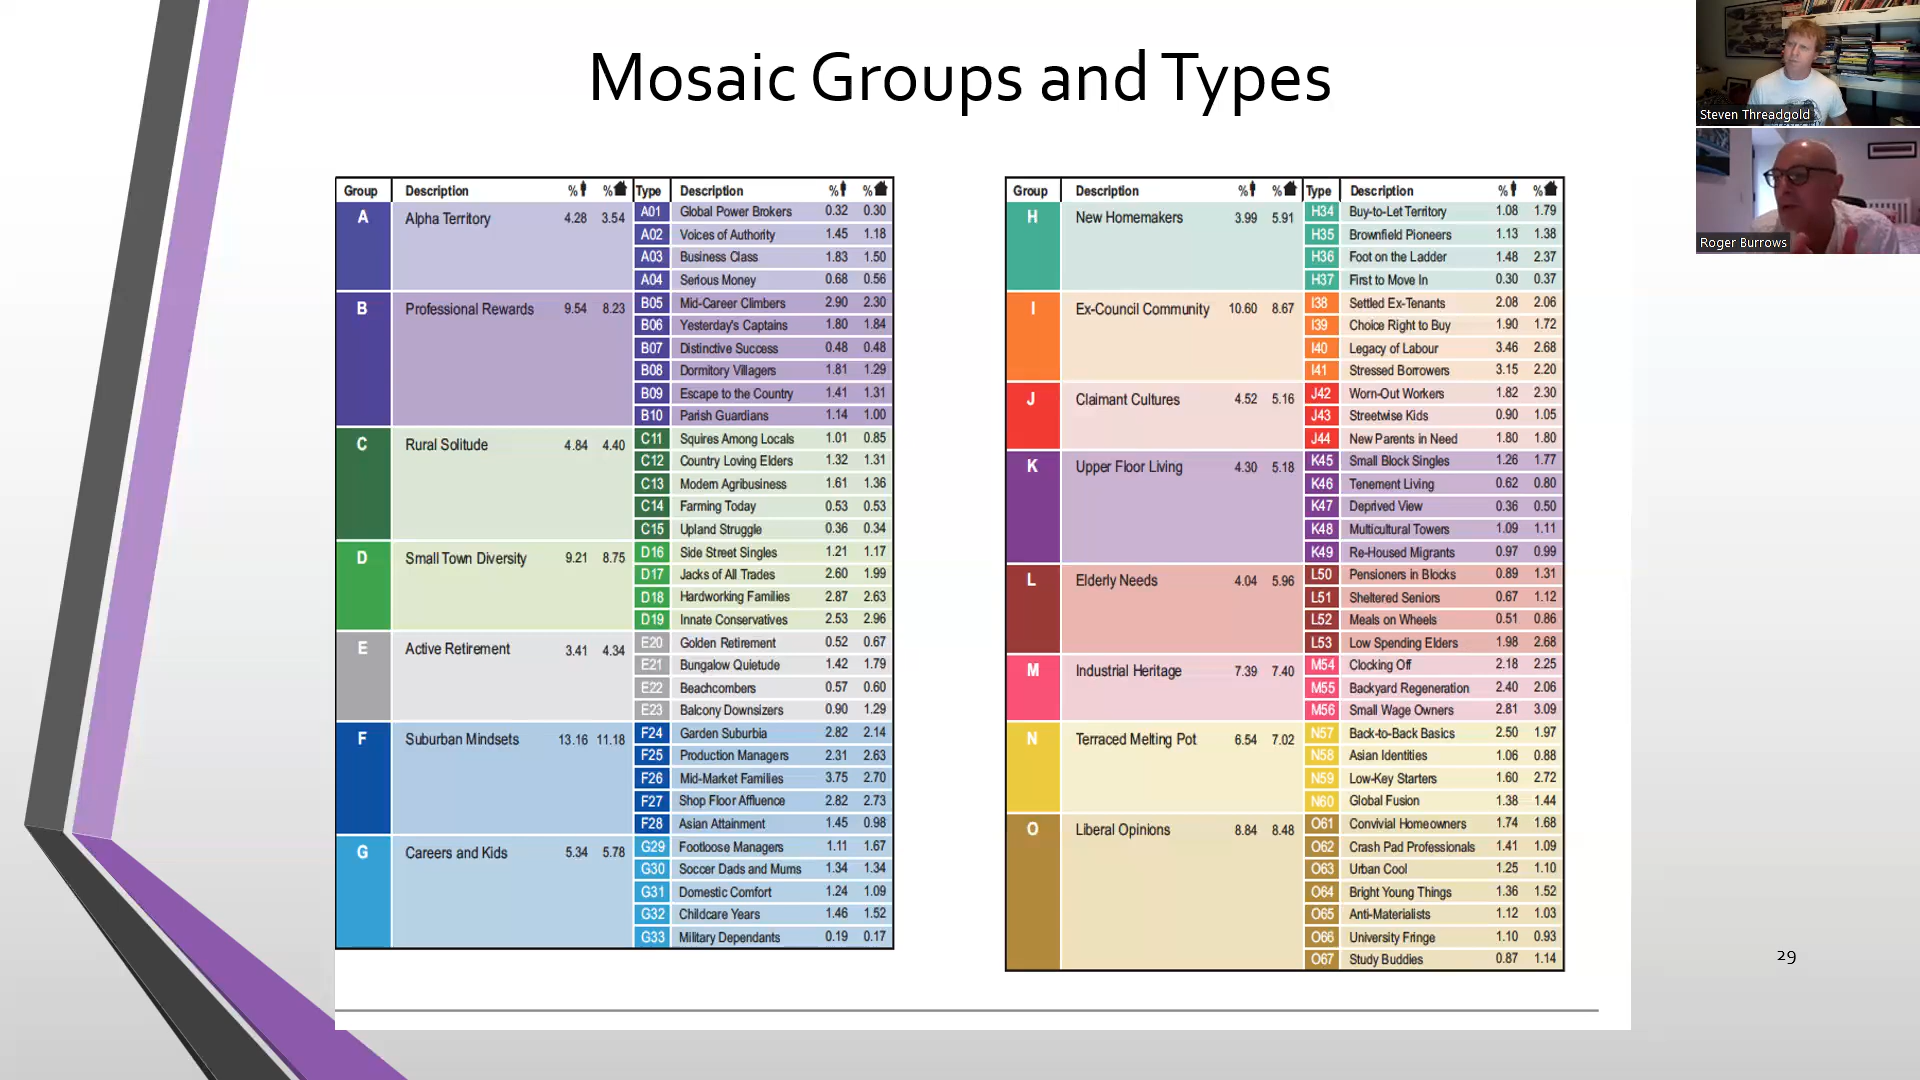 Mosaic Groups and Types
Group Description % % Type Description % %
A Alpha Territory 4.28 3.54 A01 Global Power Brokers 0.32 0.30
A02 Voices of Authority 1.45 1.18
A03 Business Class 1.83 1.50
A04 Serious Money 0.68 0.56
B Professional Rewards 9.54 8.23 B05 Mid-Career Climbers 2.90 2.30
B06 Yesterday's Captains 1.80 1.84
B07 Distinctive Success 0.48 0.48
B08 Dormitory Villagers 1.81 1.29
B09 Escape to the Country 1.41 1.31
B10 Parish Guardians 1.14 1.00
C Rural Solitude 4.84 4.40 C11 Squires Among Locals 1.01 0.85
C12 Country Loving Elders 1.32 1.31
C13 Modern Agribusiness 1.61 1.36
C14 Farming Today 0.53 0.53
C15 Upland Struggle 0.36 0.34
D Small Town Diversity 9.21 8.75 D16 Side Street Singles 1.21 1.17
D17 Jacks of All Trades 2.60 1.99
D18 Hardworking Families 2.87 2.63
D19 Innate Conservatives 2.53 2.96
E Active Retirement 3.41 4.34 E20 Golden Retirement 0.52 0.67
E21 Bungalow Quietude 1.42 1.79
E22 Beachcombers 0.57 0.60
E23 Balcony Downsizers 0.90 1.29
F Suburban Mindsets 13.16 11.18 F24 Garden Suburbia 2.82 2.14
F25 Production Managers 2.31 2.63
F26 Mid-Market Families 3.75 2.70
F27 Shop Floor Affluence 2.82 2.73
F28 Asian Attainment 1.45 0.98
G Careers and Kids 5.34 5.78 G29 Footloose Managers 1.11 1.67
G30 Soccer Dads and Mums 1.34 1.34
G31 Domestic Comfort 1.24 1.09
G32 Childcare Years 1.46 1.52
G33 Military Dependants 0.19 0.17
Group Description % % Type Description % %
H New Homemakers 3.99 5.91 H34 Buy-to-Let Territory 1.08 1.79
H35 Brownfield Pioneers 1.13 1.38
H36 Foot on the Ladder 1.48 2.37
H37 First to Move In 0.30 0.37
I Ex-Council Community 10.60 8.67 I38 Settled Ex-Tenants 2.08 2.06
I39 Choice Right to Buy 1.90 1.72
I40 Legacy of Labour 3.46 2.68
I41 Stressed Borrowers 3.15 2.20
J Claimant Cultures 4.52 5.16 J42 Worn-Out Workers 1.82 2.30
J43 Streetwise Kids 0.90 1.05
J44 New Parents in Need 1.80 1.80
K Upper Floor Living 4.30 5.18 K45 Small Block Singles 1.26 1.77
K46 Tenement Living 0.62 0.80
K47 Deprived View 0.36 0.50
K48 Multicultural Towers 1.09 1.11
K49 Re-Housed Migrants 0.97 0.99
L Elderly Needs 4.04 5.96 L50 Pensioners in Blocks 0.89 1.31
L51 Sheltered Seniors 0.67 1.12
L52 Meals on Wheels 0.51 0.86
L53 Low Spending Elders 1.98 2.68
M Industrial Heritage 7.39 7.40 M54 Clocking Off 2.18 2.25
M55 Backyard Regeneration 2.40 2.06
M56 Small Wage Owners 2.81 3.09
N Terraced Melting Pot 6.54 7.02 N57 Back-to-Back Basics 2.50 1.97
N58 Asian Identities 1.06 0.88
N59 Low-Key Starters 1.60 2.72
N60 Global Fusion 1.38 1.44
O Liberal Opinions 8.84 8.48 O61 Convivial Homeowners 1.74 1.68
O62 Crash Pad Professionals 1.41 1.09
O63 Urban Cool 1.25 1.10
O64 Bright Young Things 1.36 1.52
O65 Anti-Materialists 1.12 1.03
O66 University Fringe 1.10 0.93
O67 Study Buddies 0.87 1.14
29
Steven Threadgold
Roger Burrows